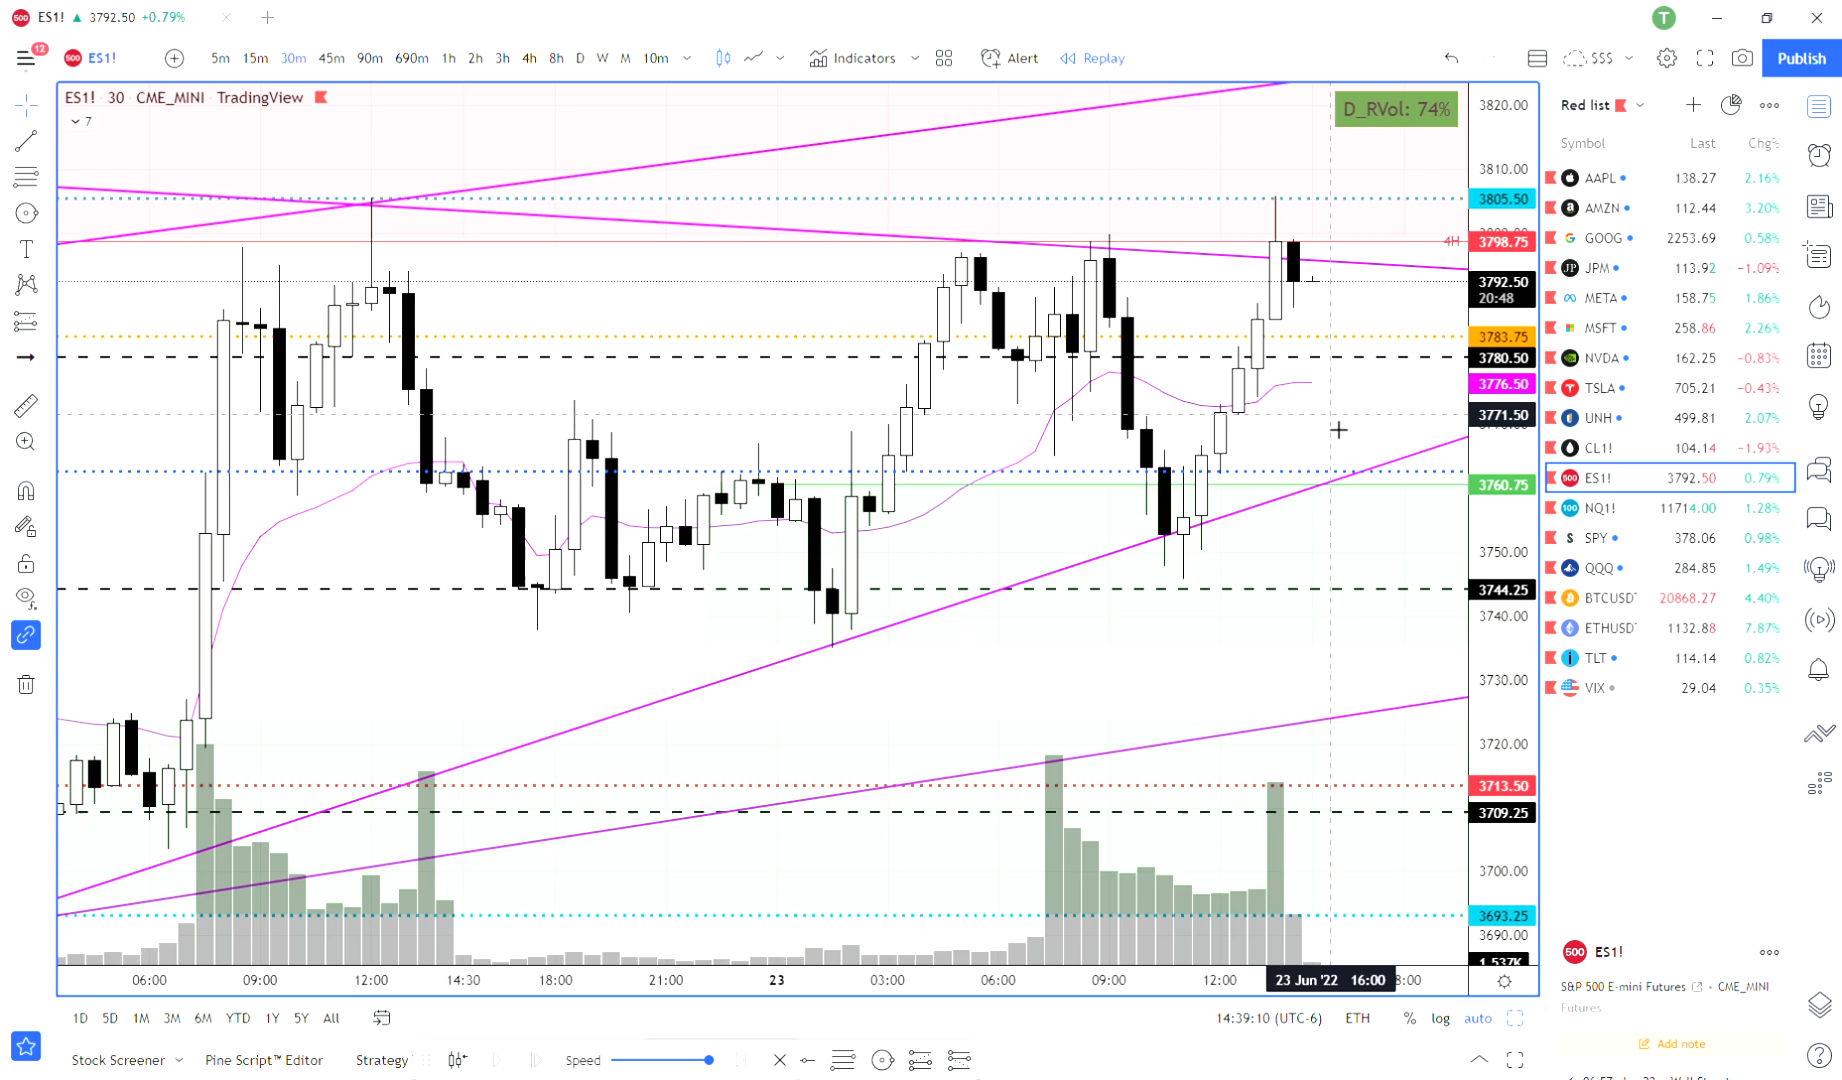 500 ES1! ▲ 3792.50 +0.79%
T
12
500 ES1!
5m 15m 30m 45m 90m 690m 1h 2h 3h 4h 8h D W M 10m
Indicators
Alert
Replay
$$$
Publish
ES1! 30 CME_MINI TradingView
7
D_RVol: 74%
3820.00
3810.00
3805.50
4H 3798.75
3792.50
20:48
3783.75
3780.50
3776.50
3771.50
3760.75
3750.00
3744.25
3740.00
3730.00
3720.00
3713.50
3709.25
3700.00
3693.25
3690.00
1.537K
06:00 09:00 12:00 14:30 18:00 21:00 23 03:00 06:00 09:00 12:00 23 Jun '22 16:00 8:00
1D 5D 1M 3M 6M YTD 1Y 5Y All
14:39:10 (UTC-6) ETH % log auto
Stock Screener Pine Script™ Editor Strategy
Speed
Red list
Symbol Last Chg%
AAPL 138.27 2.16%
AMZN 112.44 3.20%
GOOG 2253.69 0.58%
JP JPM 113.92 −1.09%
META 158.75 1.86%
MSFT 258.86 2.26%
NVDA 162.25 −0.83%
TSLA 705.21 −0.43%
UNH 499.81 2.07%
CL1! 104.14 −1.93%
500 ES1! 3792.50 0.79%
100 NQ1! 11714.00 1.28%
S SPY 378.06 0.98%
QQQ 284.85 1.49%
BTCUSD 20868.27 4.40%
ETHUSD 1132.88 7.87%
i TLT 114.14 0.82%
VIX 29.04 0.35%
500 ES1!
S&P 500 E-mini Futures • CME_MINI
Futures
Add note